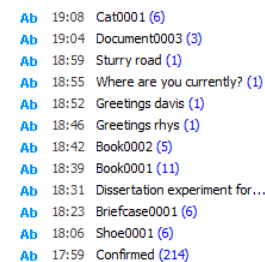 Ab 19:08 Cat0001 (6)
Ab 19:04 Document0003 (3)
Ab 18:59 Sturry road (1)
Ab 18:55 Where are you currently? (1)
Ab 18:52 Greetings davis (1)
Ab 18:46 Greetings rhys (1)
Ab 18:42 Book0002 (5)
Ab 18:39 Book0001 (11)
Ab 18:31 Dissertation experiment for...
Ab 18:23 Briefcase0001 (6)
Ab 18:06 Shoe0001 (6)
Ab 17:59 Confirmed (214)